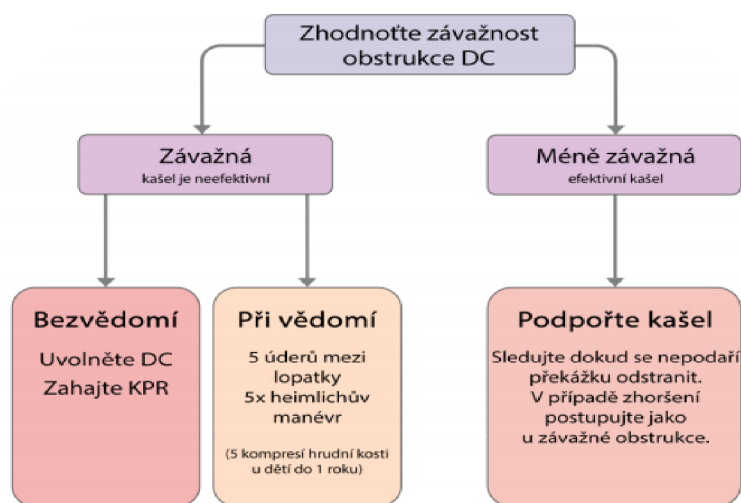 Zhodnoťte závažnost
obstrukce DC
Závažná
kašel je neefektivní
Méně závažná
efektivní kašel
Bezvědomí
Uvolněte DC
Zahajte KPR
Při vědomí
5 úderů mezi
lopatky
5x heimlichův
manévr
(5 kompresí hrudní kosti
u dětí do 1 roku)
Podpořte kašel
Sledujte dokud se nepodaří
překážku odstranit.
V případě zhoršení
postupujte jako
u závažné obstrukce.